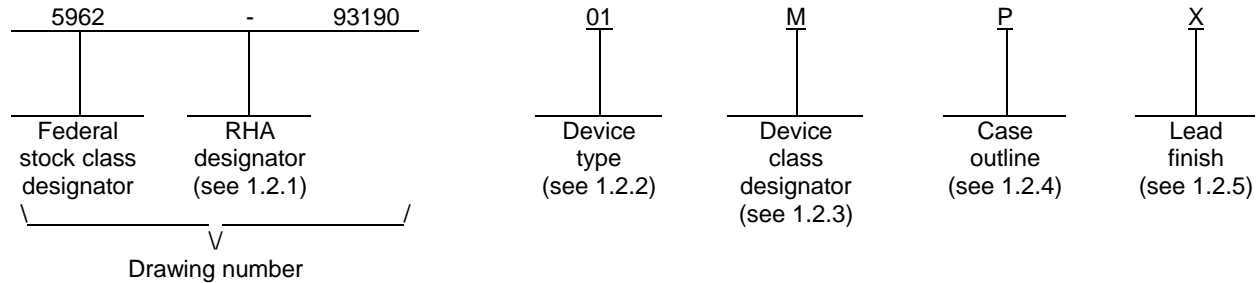 5962 - 93190 01 M P X
Federal stock class designator
RHA designator (see 1.2.1)
Device type (see 1.2.2)
Device class designator (see 1.2.3)
Case outline (see 1.2.4)
Lead finish (see 1.2.5)
Drawing number